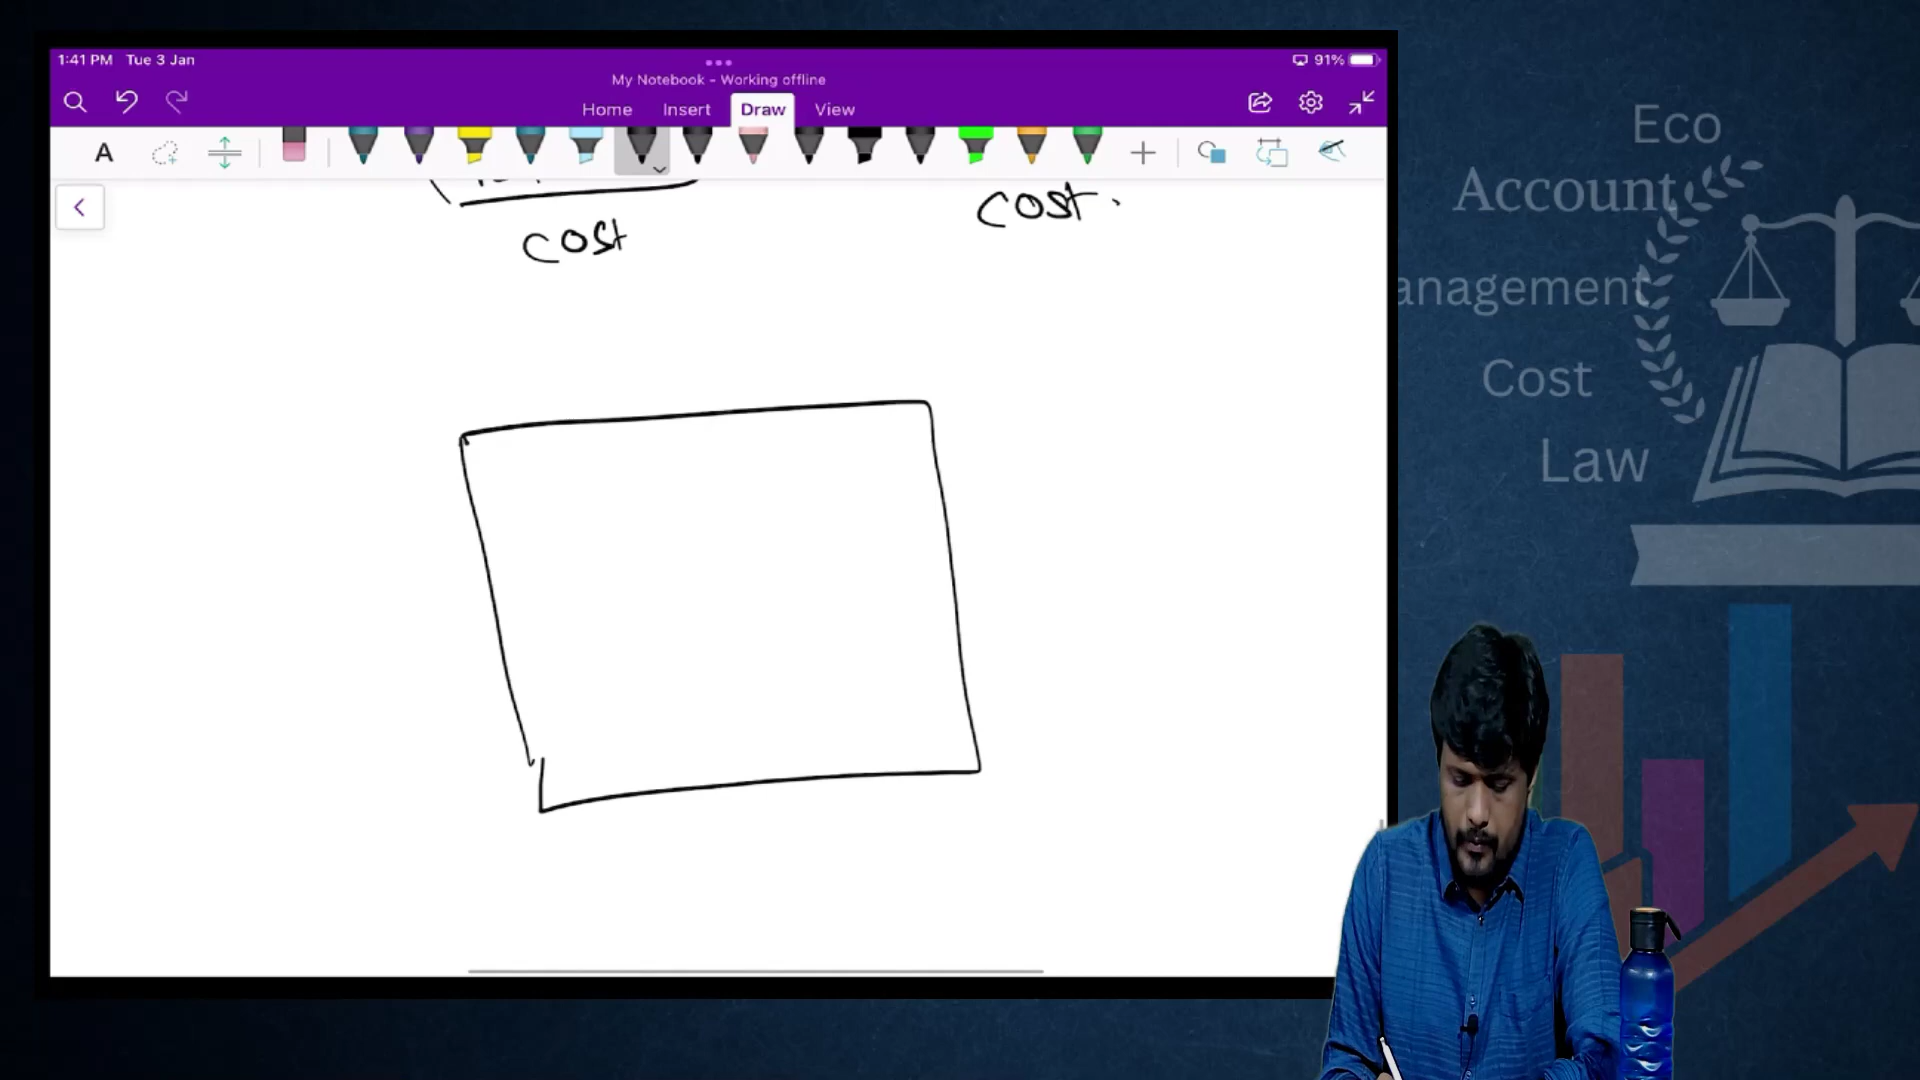 1:41 PM Tue 3 Jan
91%
My Notebook - Working offline
Home Insert Draw View
A
cost
cost.
Eco
Account
anagement
Cost
Law